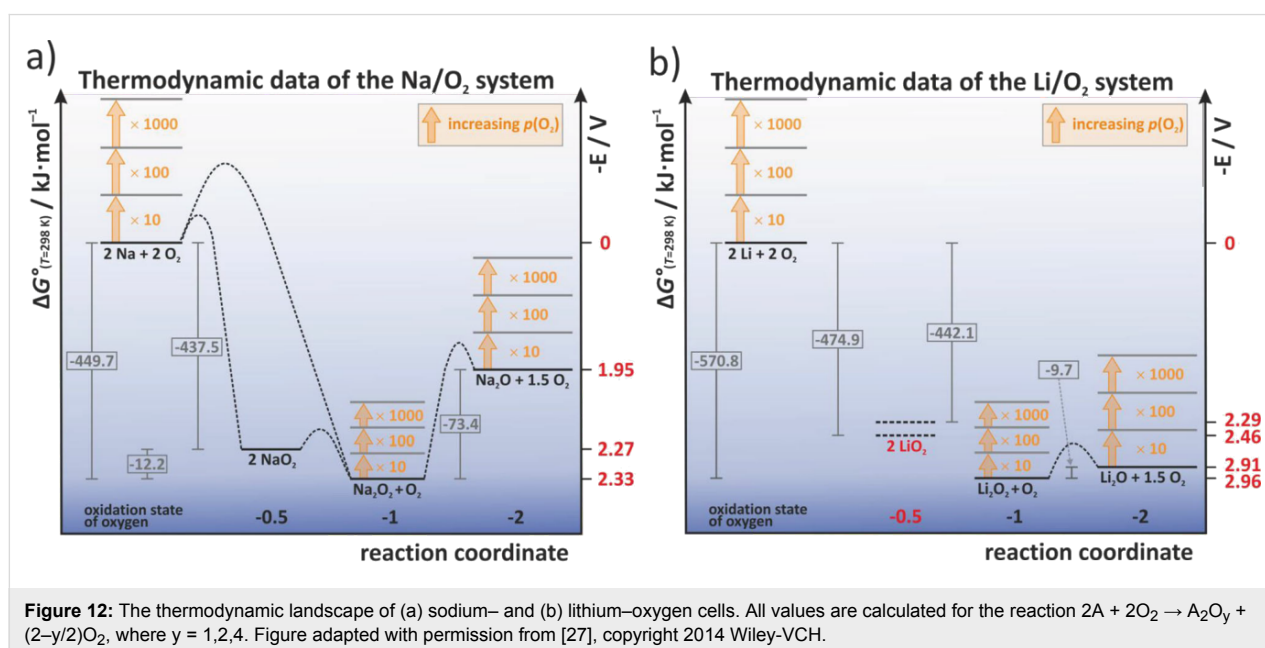 a)
Thermodynamic data of the Na/O₂ system
ΔG°(T=298 K) / kJ·mol⁻¹
-E / V
increasing p(O₂)
× 1000
× 100
× 10
2 Na + 2 O₂
0
-449.7
-437.5
-12.2
2 NaO₂
× 1000
× 100
× 10
Na₂O₂ + O₂
× 1000
× 100
× 10
Na₂O + 1.5 O₂
-73.4
1.95
2.27
2.33
oxidation state
of oxygen
-0.5
-1
-2
reaction coordinate
b)
Thermodynamic data of the Li/O₂ system
ΔG°(T=298 K) / kJ·mol⁻¹
-E / V
increasing p(O₂)
× 1000
× 100
× 10
2 Li + 2 O₂
0
-570.8
-474.9
-442.1
-9.7
2 LiO₂
× 1000
× 100
× 10
Li₂O₂ + O₂
× 1000
× 100
× 10
Li₂O + 1.5 O₂
2.29
2.46
2.91
2.96
oxidation state
of oxygen
-0.5
-1
-2
reaction coordinate
Figure 12: The thermodynamic landscape of (a) sodium– and (b) lithium–oxygen cells. All values are calculated for the reaction 2A + 2O₂ → A₂Oᵧ +
(2–y/2)O₂, where y = 1,2,4. Figure adapted with permission from [27], copyright 2014 Wiley-VCH.